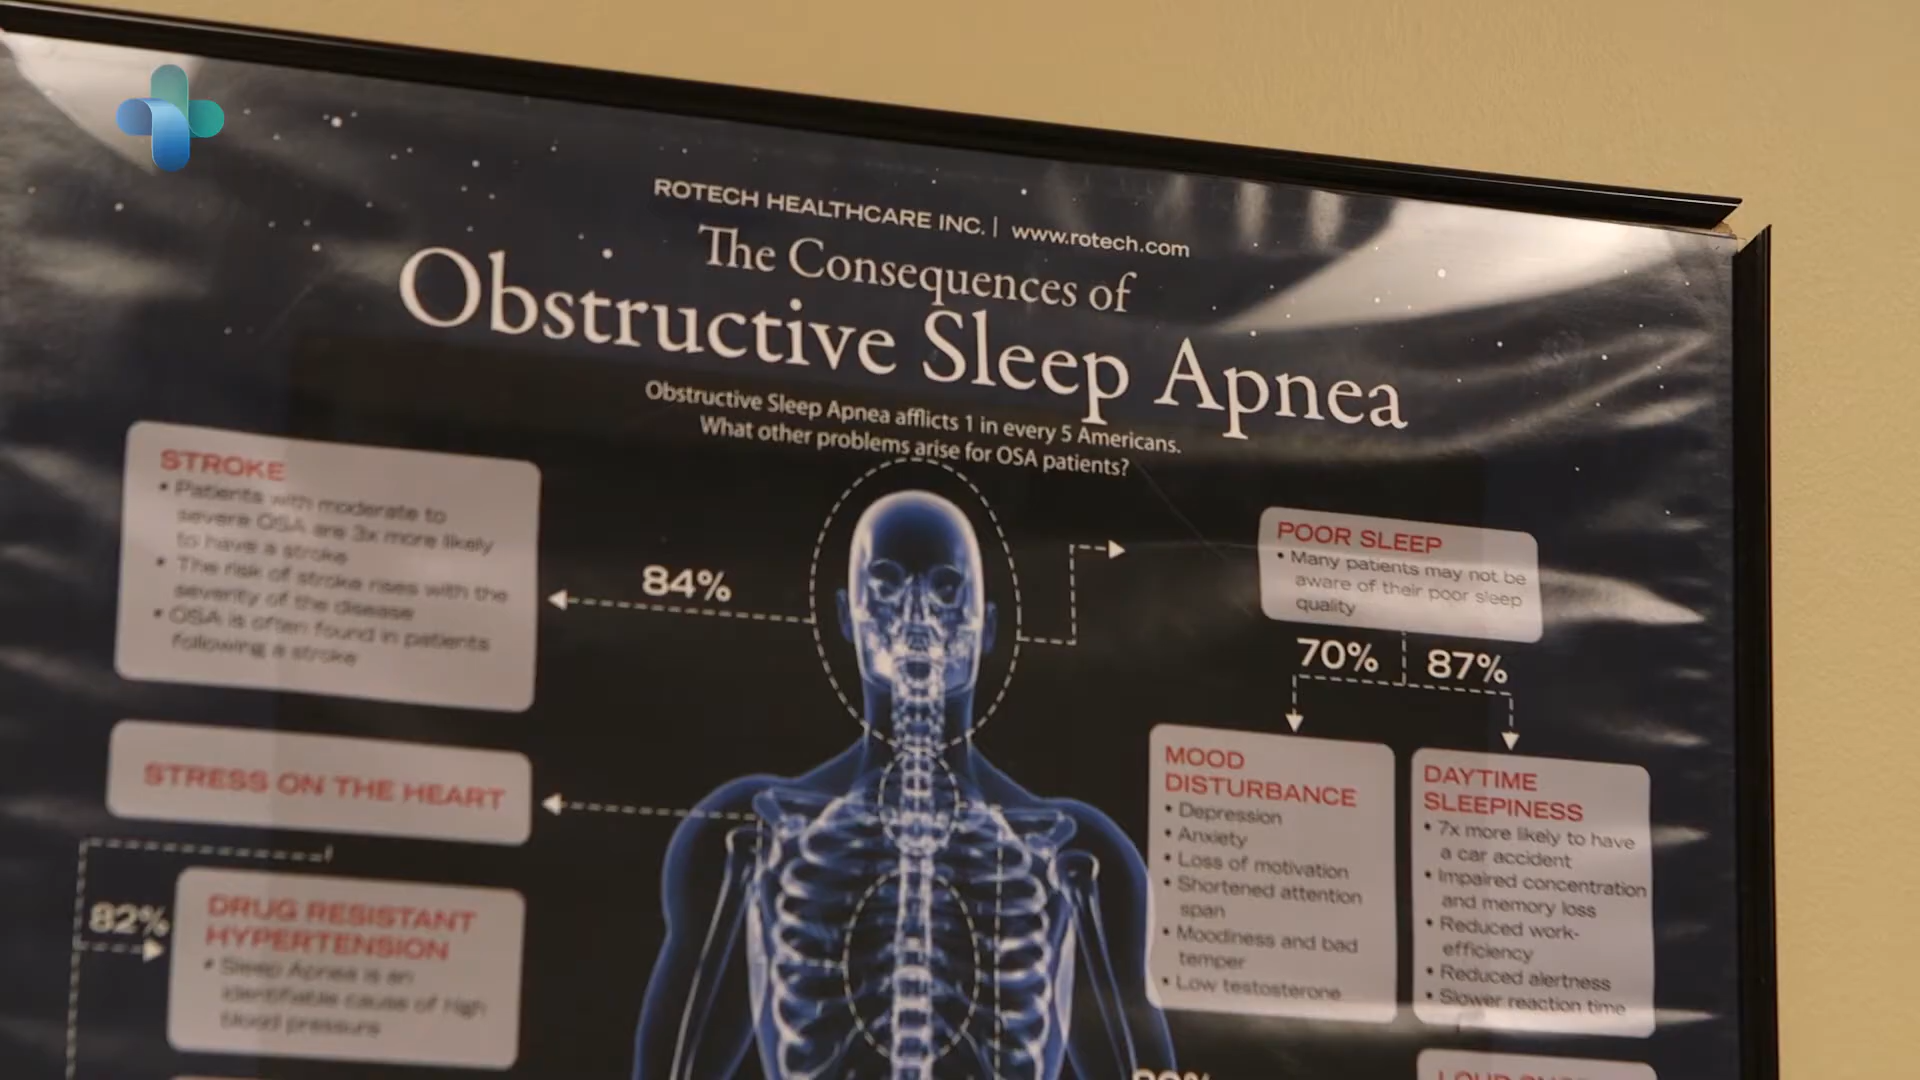 ROTECH HEALTHCARE INC. | www.rotech.com
The Consequences of
Obstructive Sleep Apnea
Obstructive Sleep Apnea afflicts 1 in every 5 Americans.
What other problems arise for OSA patients?
STROKE
• Patients with moderate to
severe OSA are 3x more likely
to have a stroke
• The risk of stroke rises with the
severity of the disease
• OSA is often found in patients
following a stroke
84%
POOR SLEEP
• Many patients may not be
aware of their poor sleep
quality
70%
87%
STRESS ON THE HEART
MOOD
DISTURBANCE
• Depression
• Anxiety
• Loss of motivation
• Shortened attention
span
• Moodiness and bad
temper
• Low testosterone
DAYTIME
SLEEPINESS
• 7x more likely to have
a car accident
• Impaired concentration
and memory loss
• Reduced work-
efficiency
• Reduced alertness
• Slower reaction time
82%
DRUG RESISTANT
HYPERTENSION
• Sleep Apnea is an
identifiable cause of high
blood pressure